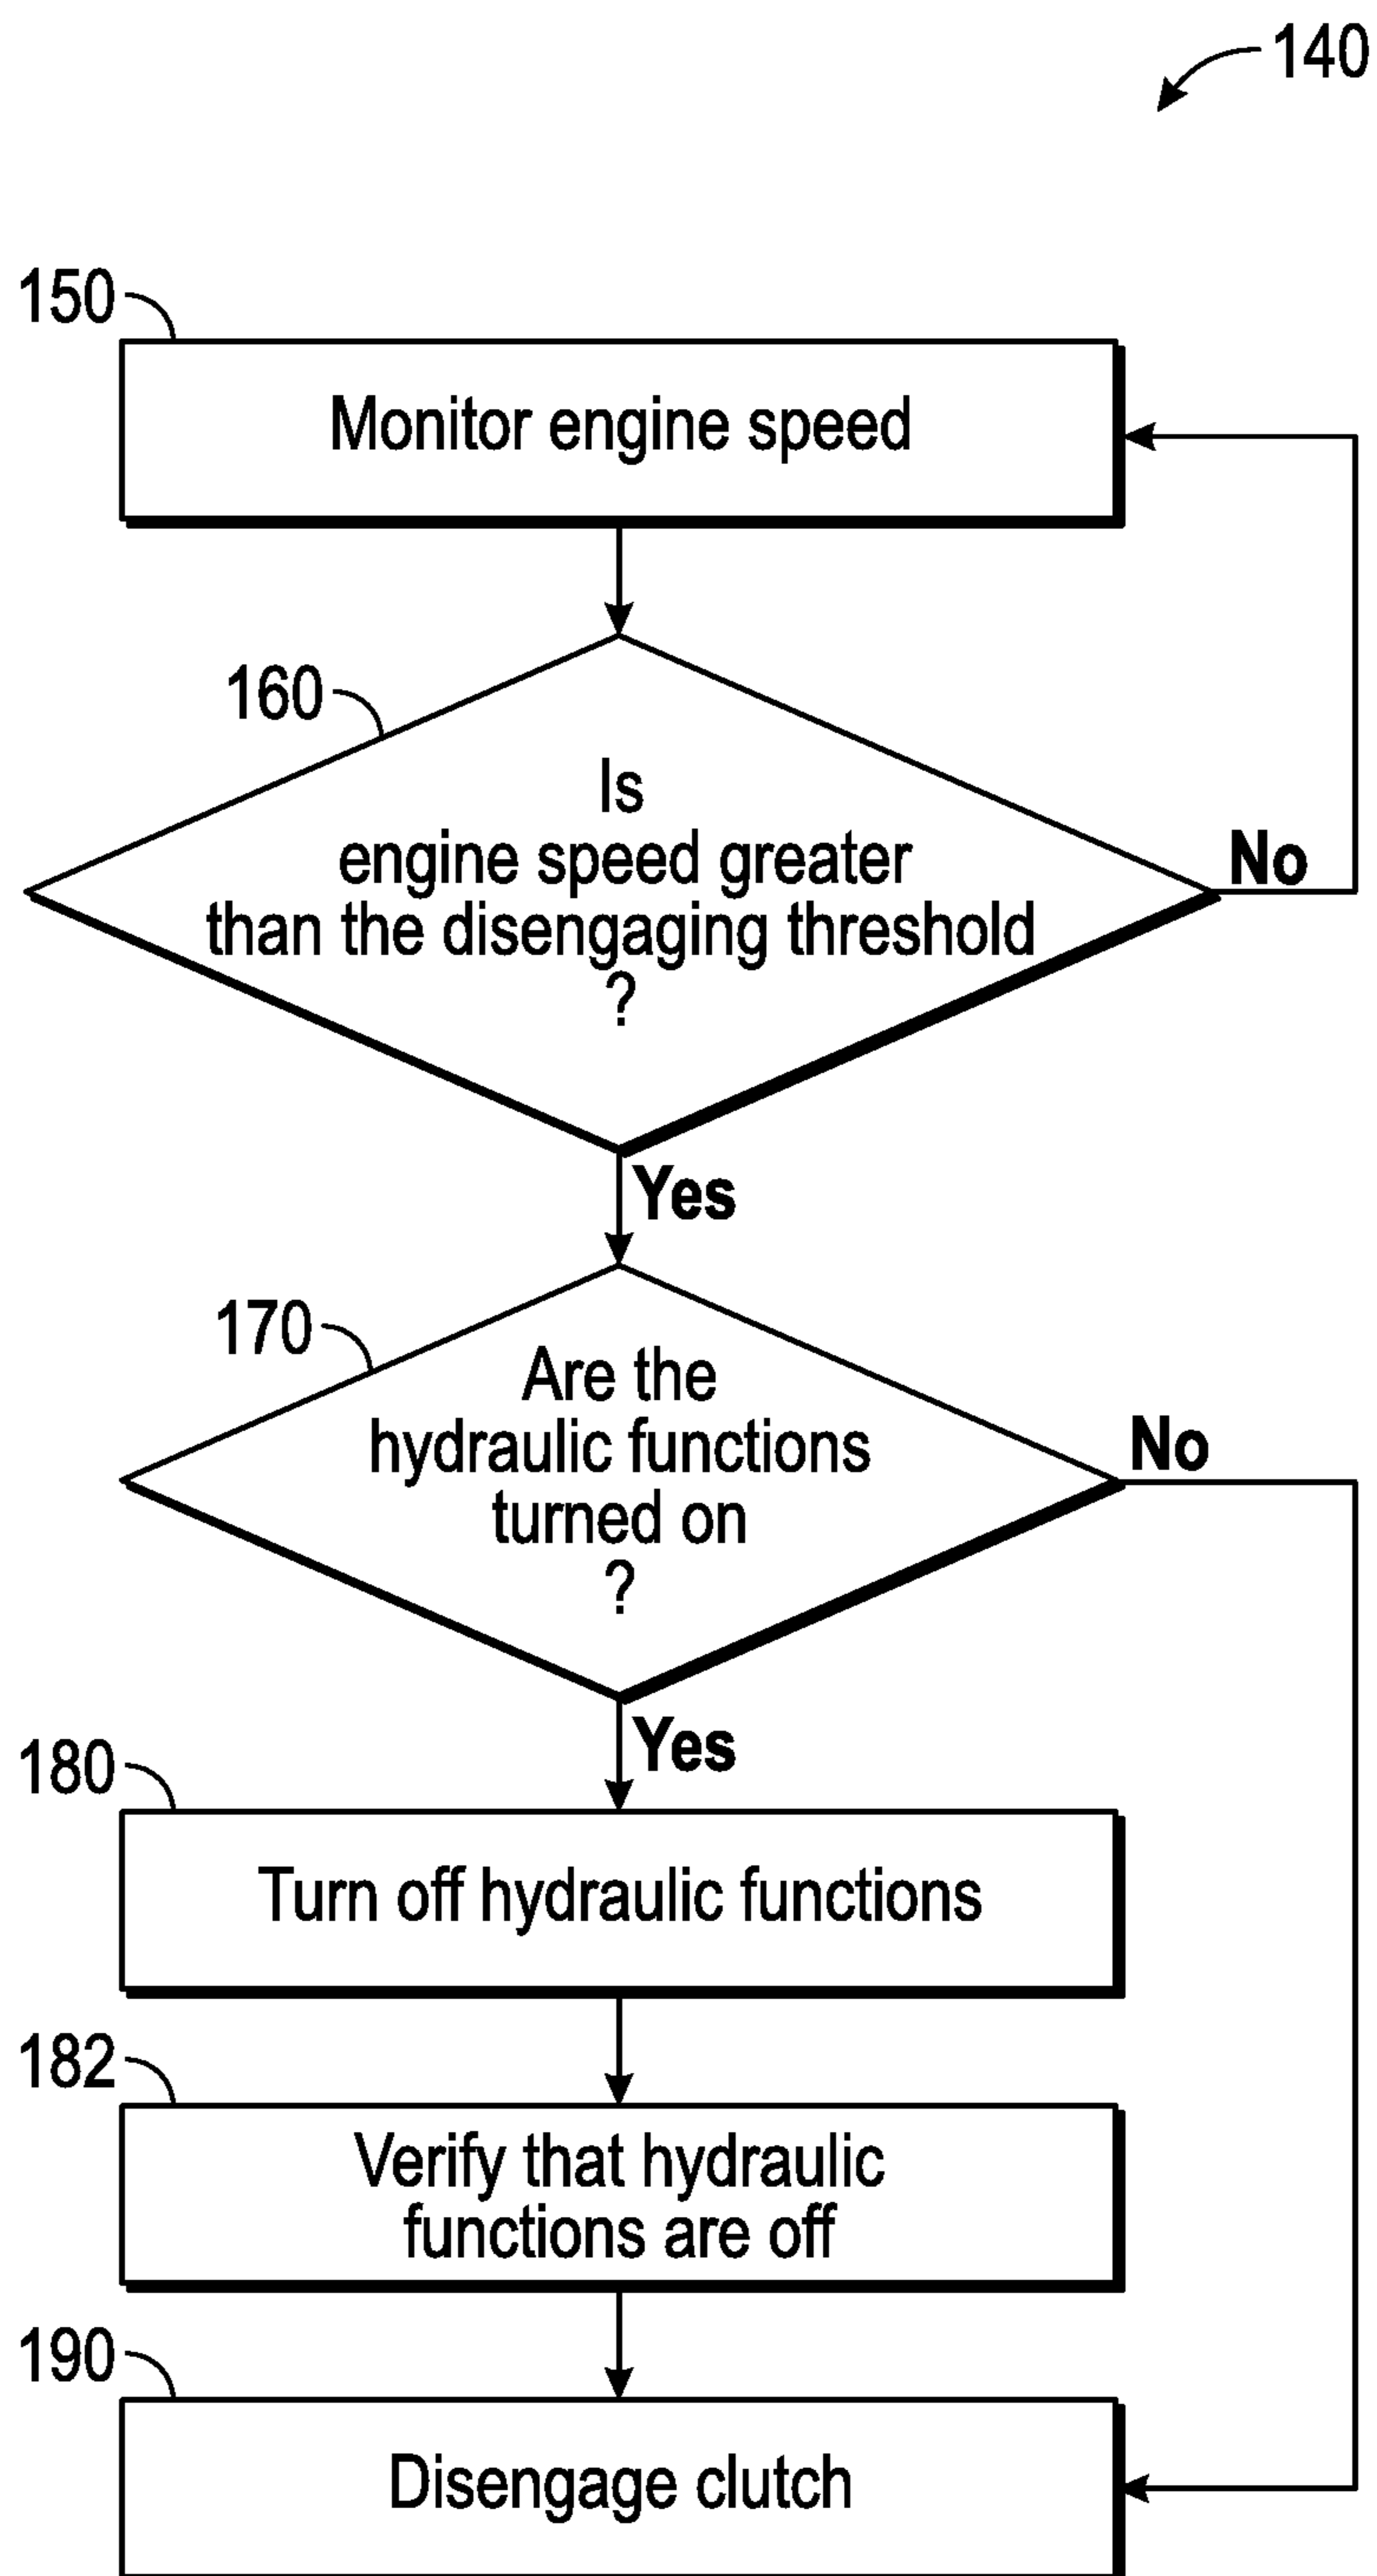 140
150
Monitor engine speed
160
Is
engine speed greater
than the disengaging threshold
?
No
Yes
170
Are the
hydraulic functions
turned on
?
No
Yes
180
Turn off hydraulic functions
182
Verify that hydraulic
functions are off
190
Disengage clutch